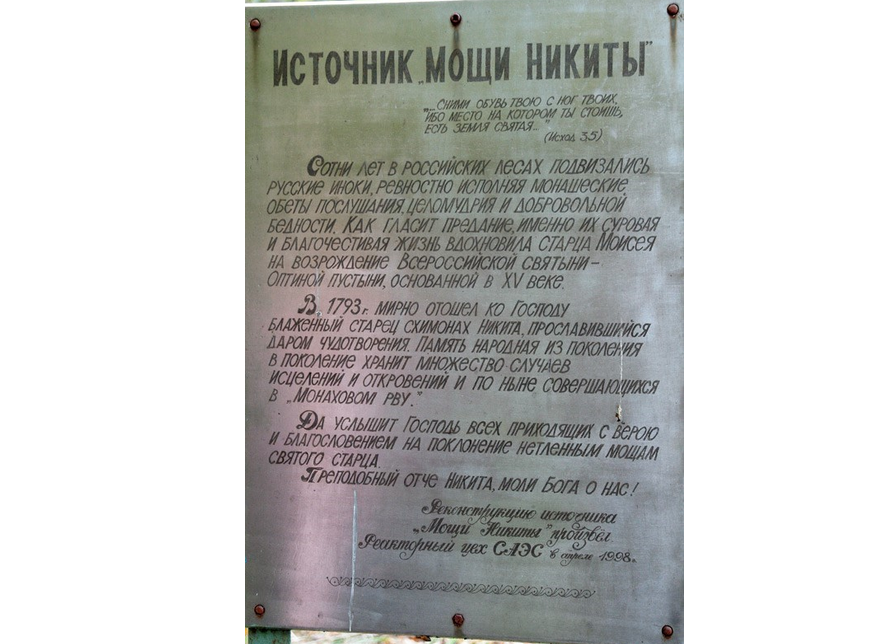 ИСТОЧНИК „МОЩИ НИКИТЫ"
„...СНИМИ ОБУВЬ ТВОЮ С НОГ ТВОИХ,
ИБО МЕСТО НА КОТОРОМ ТЫ СТОИШЬ,
ЕСТЬ ЗЕМЛЯ СВЯТАЯ..."
(Исход 3,5)
СОТНИ ЛЕТ В РОССИЙСКИХ ЛЕСАХ ПОДВИЗАЛИСЬ
РУССКИЕ ИНОКИ, РЕВНОСТНО ИСПОЛНЯЯ МОНАШЕСКИЕ
ОБЕТЫ ПОСЛУШАНИЯ, ЦЕЛОМУДРИЯ И ДОБРОВОЛЬНОЙ
БЕДНОСТИ. КАК ГЛАСИТ ПРЕДАНИЕ, ИМЕННО ИХ СУРОВАЯ
И БЛАГОЧЕСТИВАЯ ЖИЗНЬ ВДОХНОВИЛА СТАРЦА МОИСЕЯ
НА ВОЗРОЖДЕНИЕ ВСЕРОССИЙСКОЙ СВЯТЫНИ –
ОПТИНОЙ ПУСТЫНИ, ОСНОВАННОЙ В XV ВЕКЕ.
В 1793 г. МИРНО ОТОШЕЛ КО ГОСПОДУ
БЛАЖЕННЫЙ СТАРЕЦ СХИМОНАХ НИКИТА, ПРОСЛАВИВШИЙСЯ
ДАРОМ ЧУДОТВОРЕНИЯ. ПАМЯТЬ НАРОДНАЯ ИЗ ПОКОЛЕНИЯ
В ПОКОЛЕНИЕ ХРАНИТ МНОЖЕСТВО СЛУЧАЕВ
ИСЦЕЛЕНИЙ И ОТКРОВЕНИЙ И ПО НЫНЕ СОВЕРШАЮЩИХСЯ
В „МОНАХОВОМ РВУ."
ДА УСЛЫШИТ ГОСПОДЬ ВСЕХ ПРИХОДЯЩИХ С ВЕРОЮ
И БЛАГОСЛОВЕНИЕМ НА ПОКЛОНЕНИЕ НЕТЛЕННЫМ МОЩАМ
СВЯТОГО СТАРЦА.
ПРЕПОДОБНЫЙ ОТЧЕ НИКИТА, МОЛИ БОГА О НАС!
Реконструкцию источника
„Мощи Никиты" произвёл
Реакторный цех САЭС в апреле 1998г.